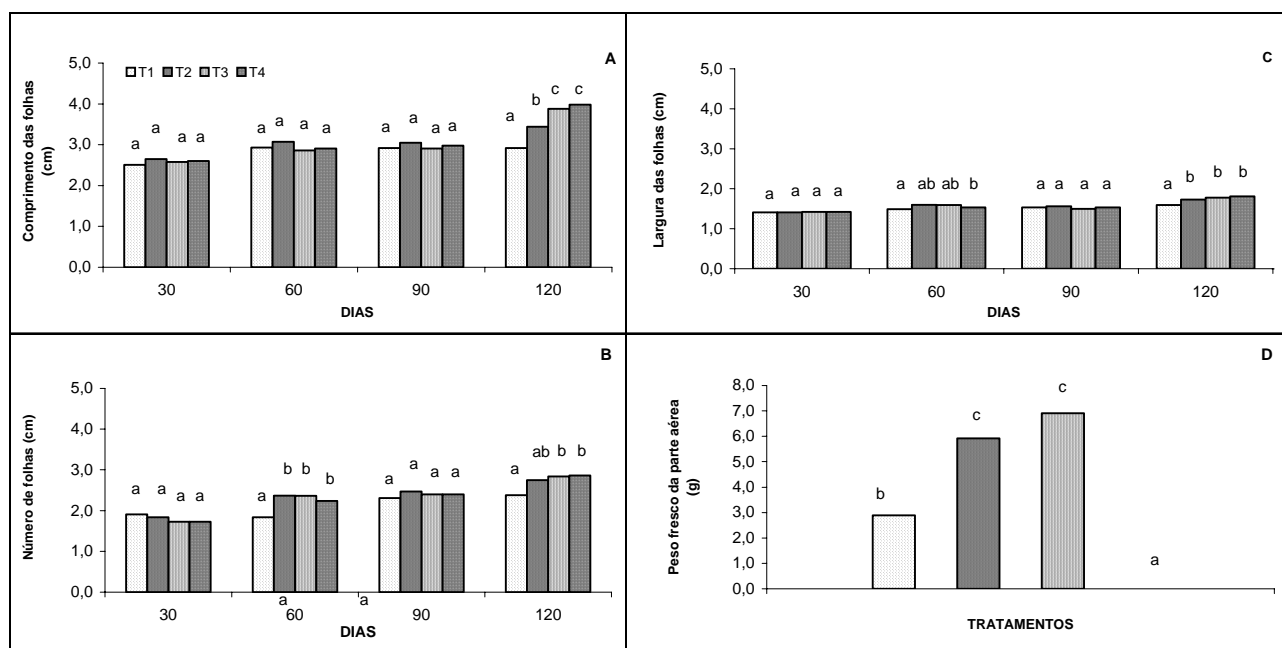 A
Comprimento das folhas (cm)
5,0
4,0
3,0
2,0
1,0
0,0
T1 T2 T3 T4
a a a a
a a a a
a a a a
a b c c
30 60 90 120
DIAS
B
Número de folhas (cm)
5,0
4,0
3,0
2,0
1,0
0,0
a a a a
a b b b
a a a a
a ab b b
30 60 90 120
a a
DIAS
C
Largura das folhas (cm)
5,0
4,0
3,0
2,0
1,0
0,0
a a a a
a ab ab b
a a a a
a b b b
30 60 90 120
DIAS
D
Peso fresco da parte aérea (g)
8,0
7,0
6,0
5,0
4,0
3,0
2,0
1,0
0,0
b c c a
TRATAMENTOS